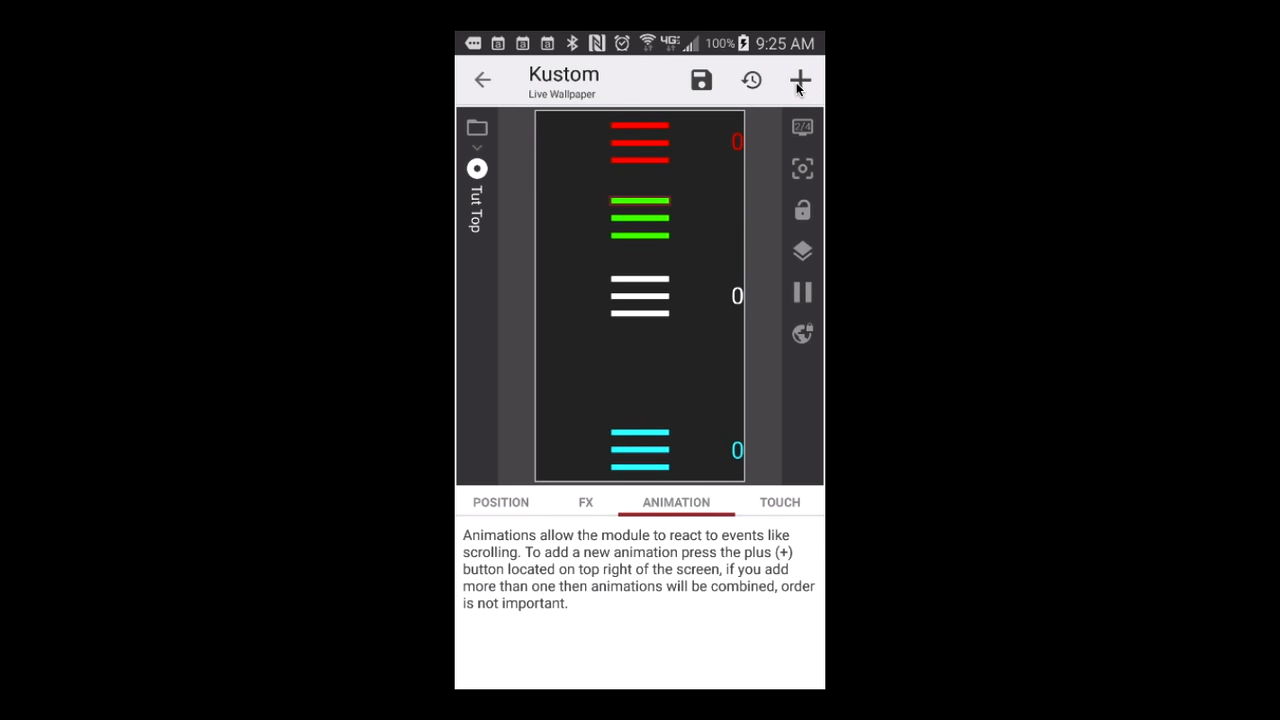 100% 9:25 AM
Kustom
Live Wallpaper
2/4
Tut Top
0
0
0
POSITION FX ANIMATION TOUCH
Animations allow the module to react to events like
scrolling. To add a new animation press the plus (+)
button located on top right of the screen, if you add
more than one then animations will be combined, order
is not important.